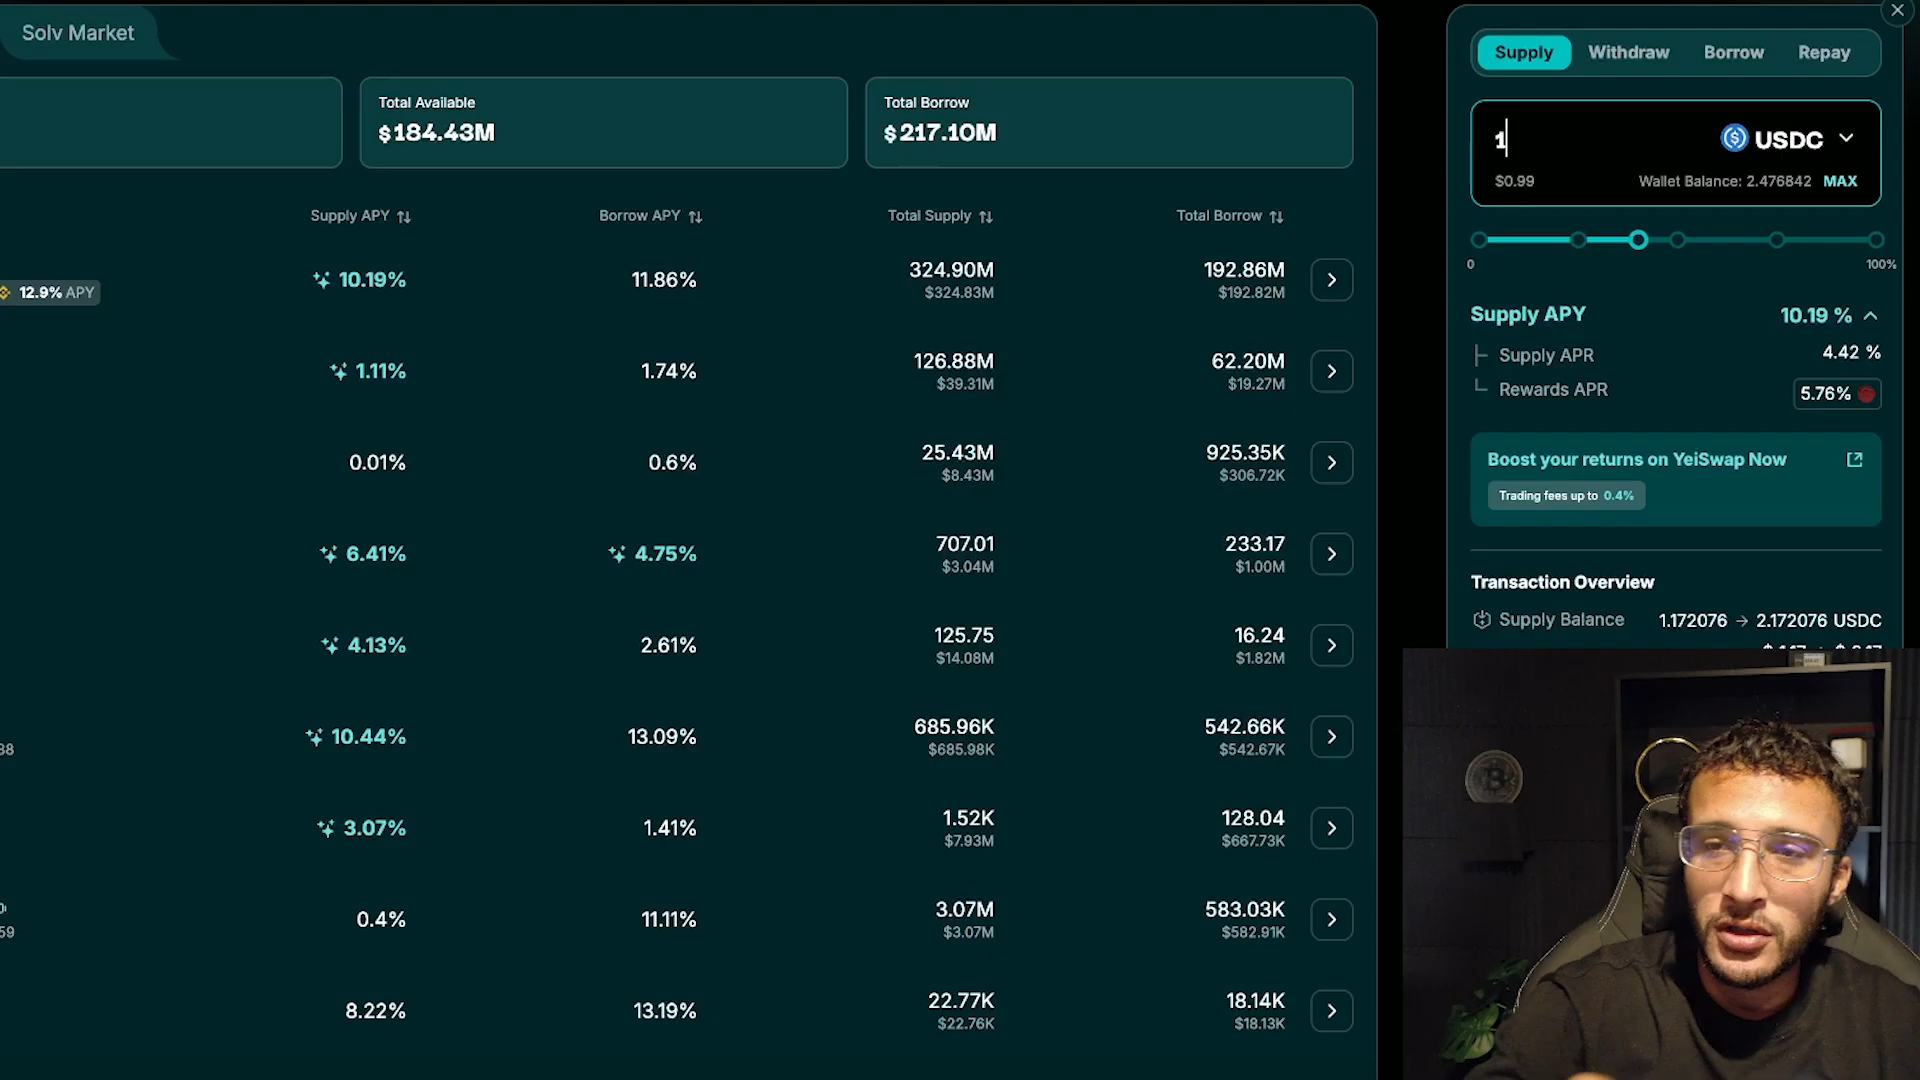 Solv Market
Total Available
$184.43M
Total Borrow
$217.10M
Supply APY
Borrow APY
Total Supply
Total Borrow
12.9% APY
10.19%
11.86%
324.90M
$324.83M
192.86M
$192.82M
1.11%
1.74%
126.88M
$39.31M
62.20M
$19.27M
0.01%
0.6%
25.43M
$8.43M
925.35K
$306.72K
6.41%
4.75%
707.01
$3.04M
233.17
$1.00M
4.13%
2.61%
125.75
$14.08M
16.24
$1.82M
38
10.44%
13.09%
685.96K
$685.98K
542.66K
$542.67K
3.07%
1.41%
1.52K
$7.93M
128.04
$667.73K
59
0.4%
11.11%
3.07M
$3.07M
583.03K
$582.91K
8.22%
13.19%
22.77K
$22.76K
18.14K
$18.13K
Supply Withdraw Borrow Repay
1
USDC
$0.99
Wallet Balance: 2.476842 MAX
0
100%
Supply APY 10.19 %
Supply APR 4.42 %
Rewards APR 5.76%
Boost your returns on YeiSwap Now
Trading fees up to 0.4%
Transaction Overview
Supply Balance 1.172076 → 2.172076 USDC